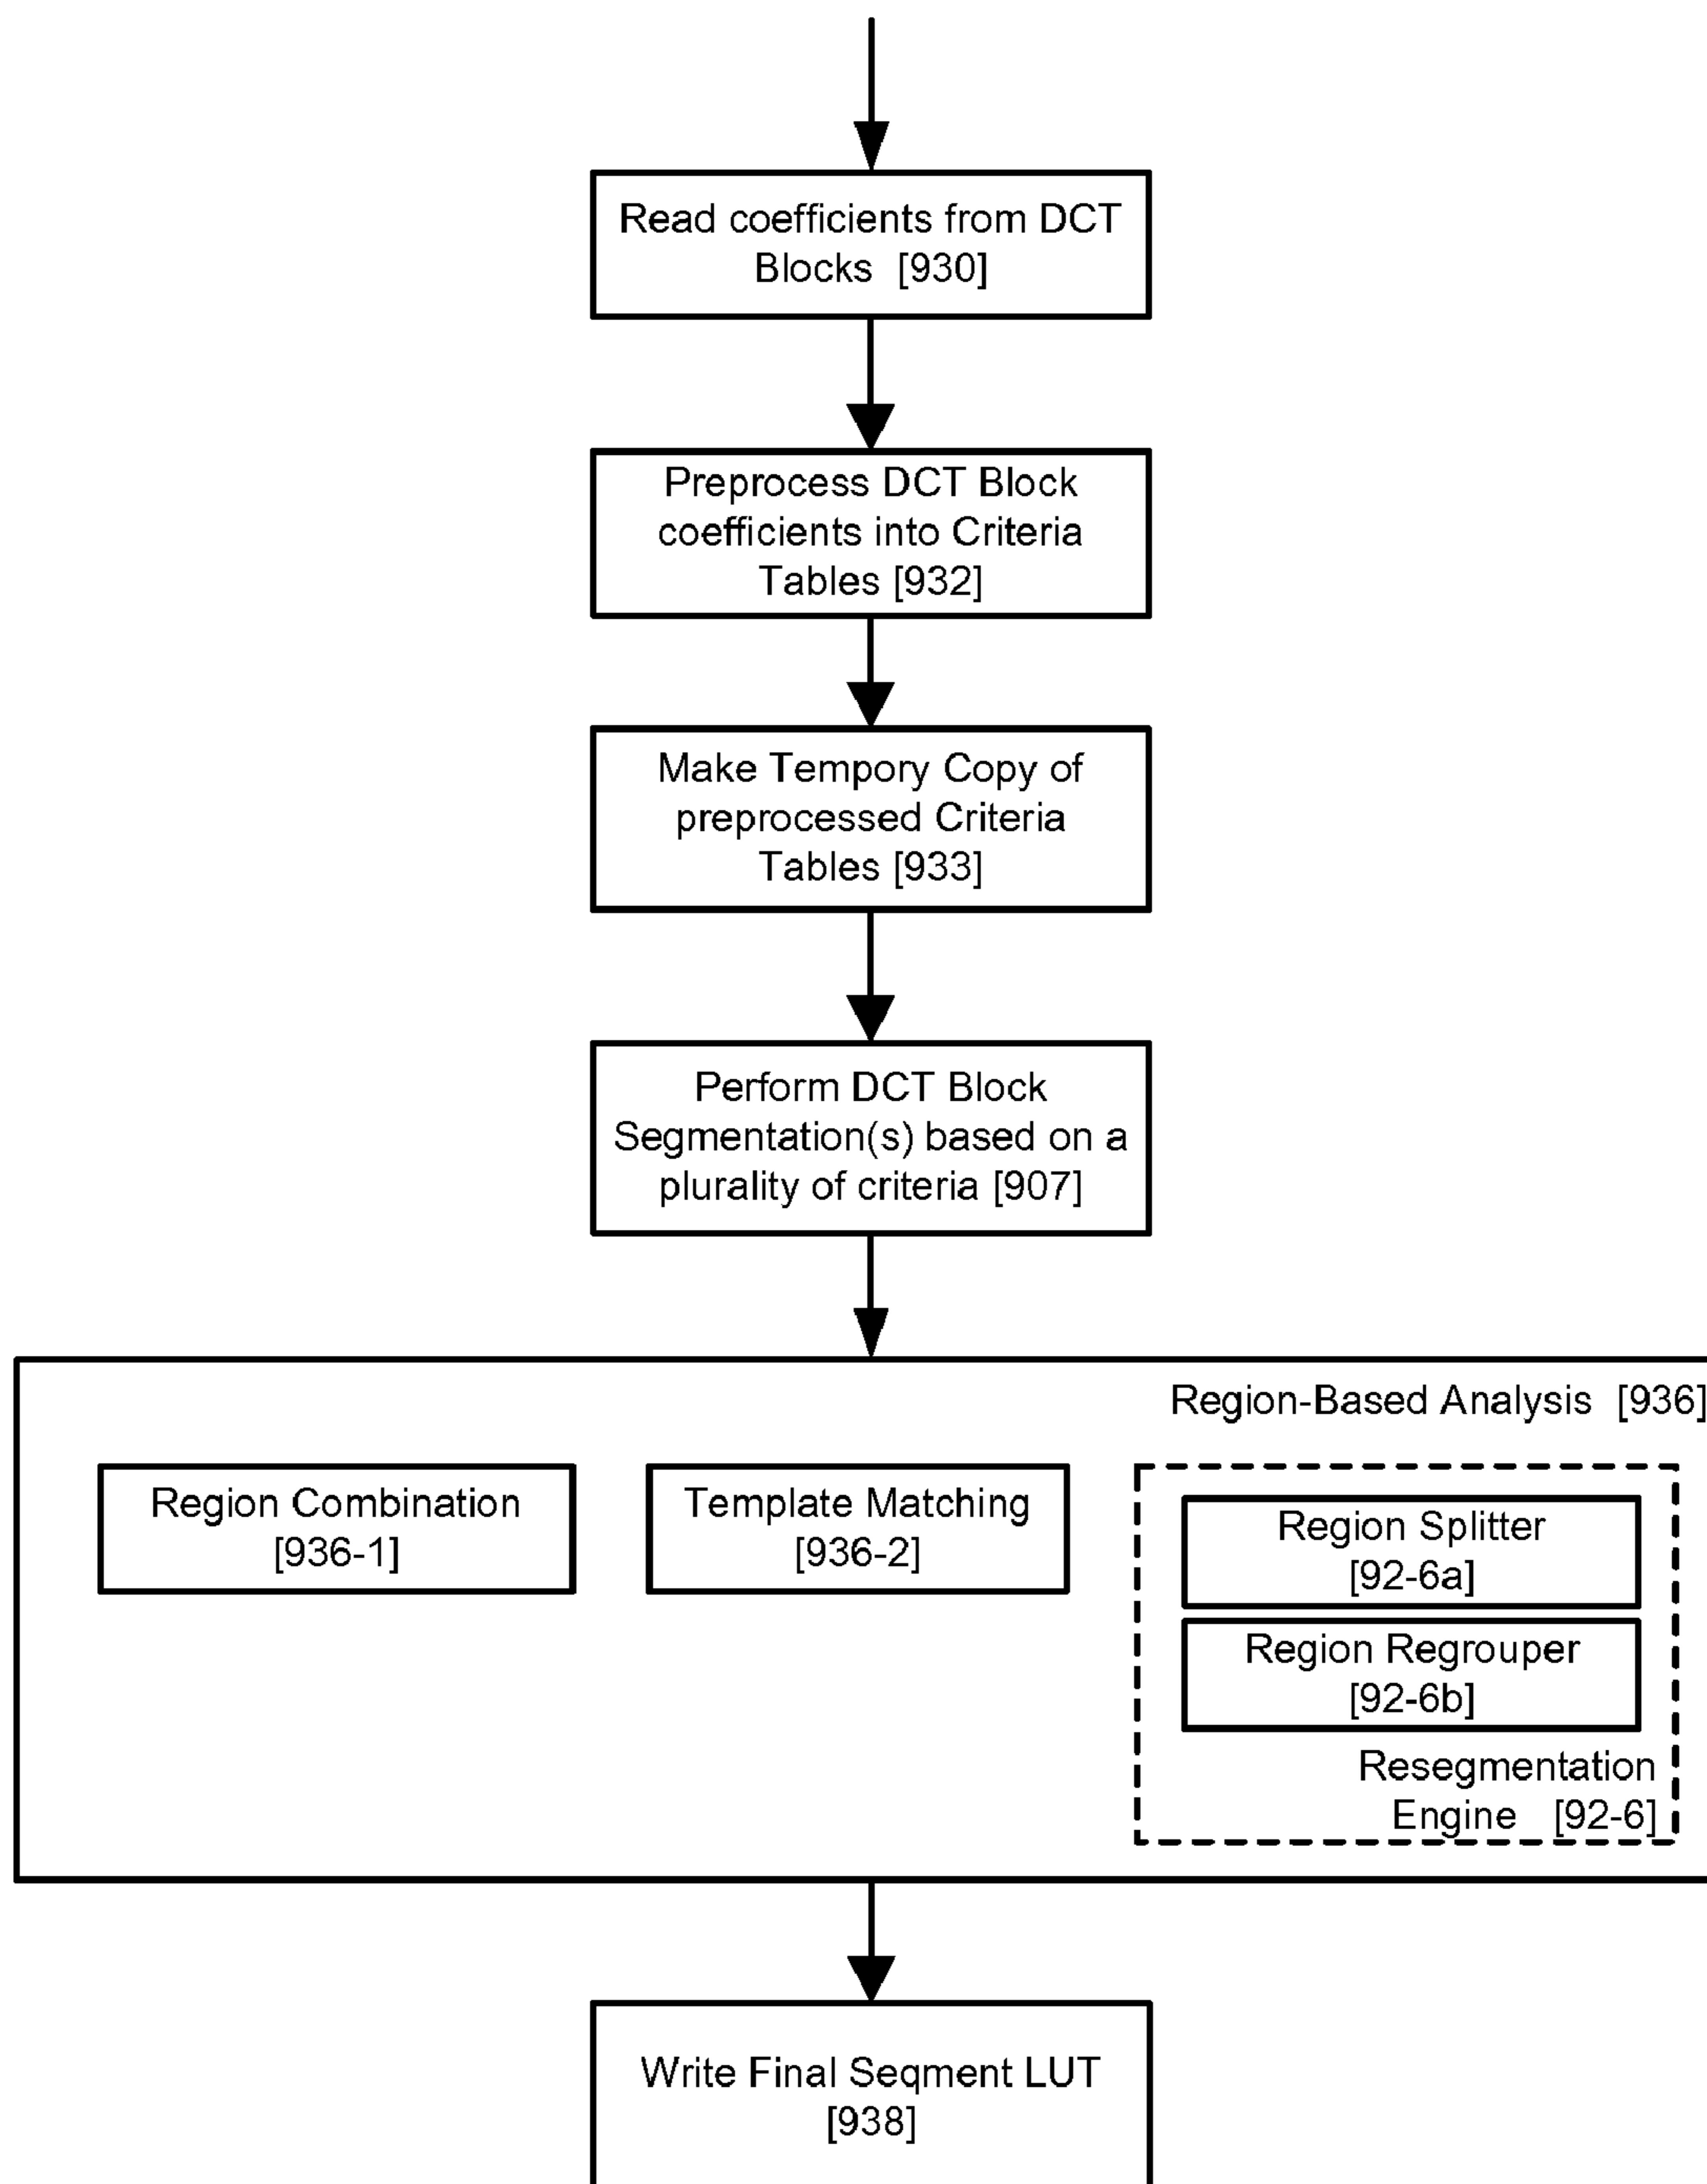 Read coefficients from DCT
Blocks [930]
Preprocess DCT Block
coefficients into Criteria
Tables [932]
Make Tempory Copy of
preprocessed Criteria
Tables [933]
Perform DCT Block
Segmentation(s) based on a
plurality of criteria [907]
Region-Based Analysis [936]
Region Combination
[936-1]
Template Matching
[936-2]
Region Splitter
[92-6a]
Region Regrouper
[92-6b]
Resegmentation
Engine [92-6]
Write Final Seqment LUT
[938]